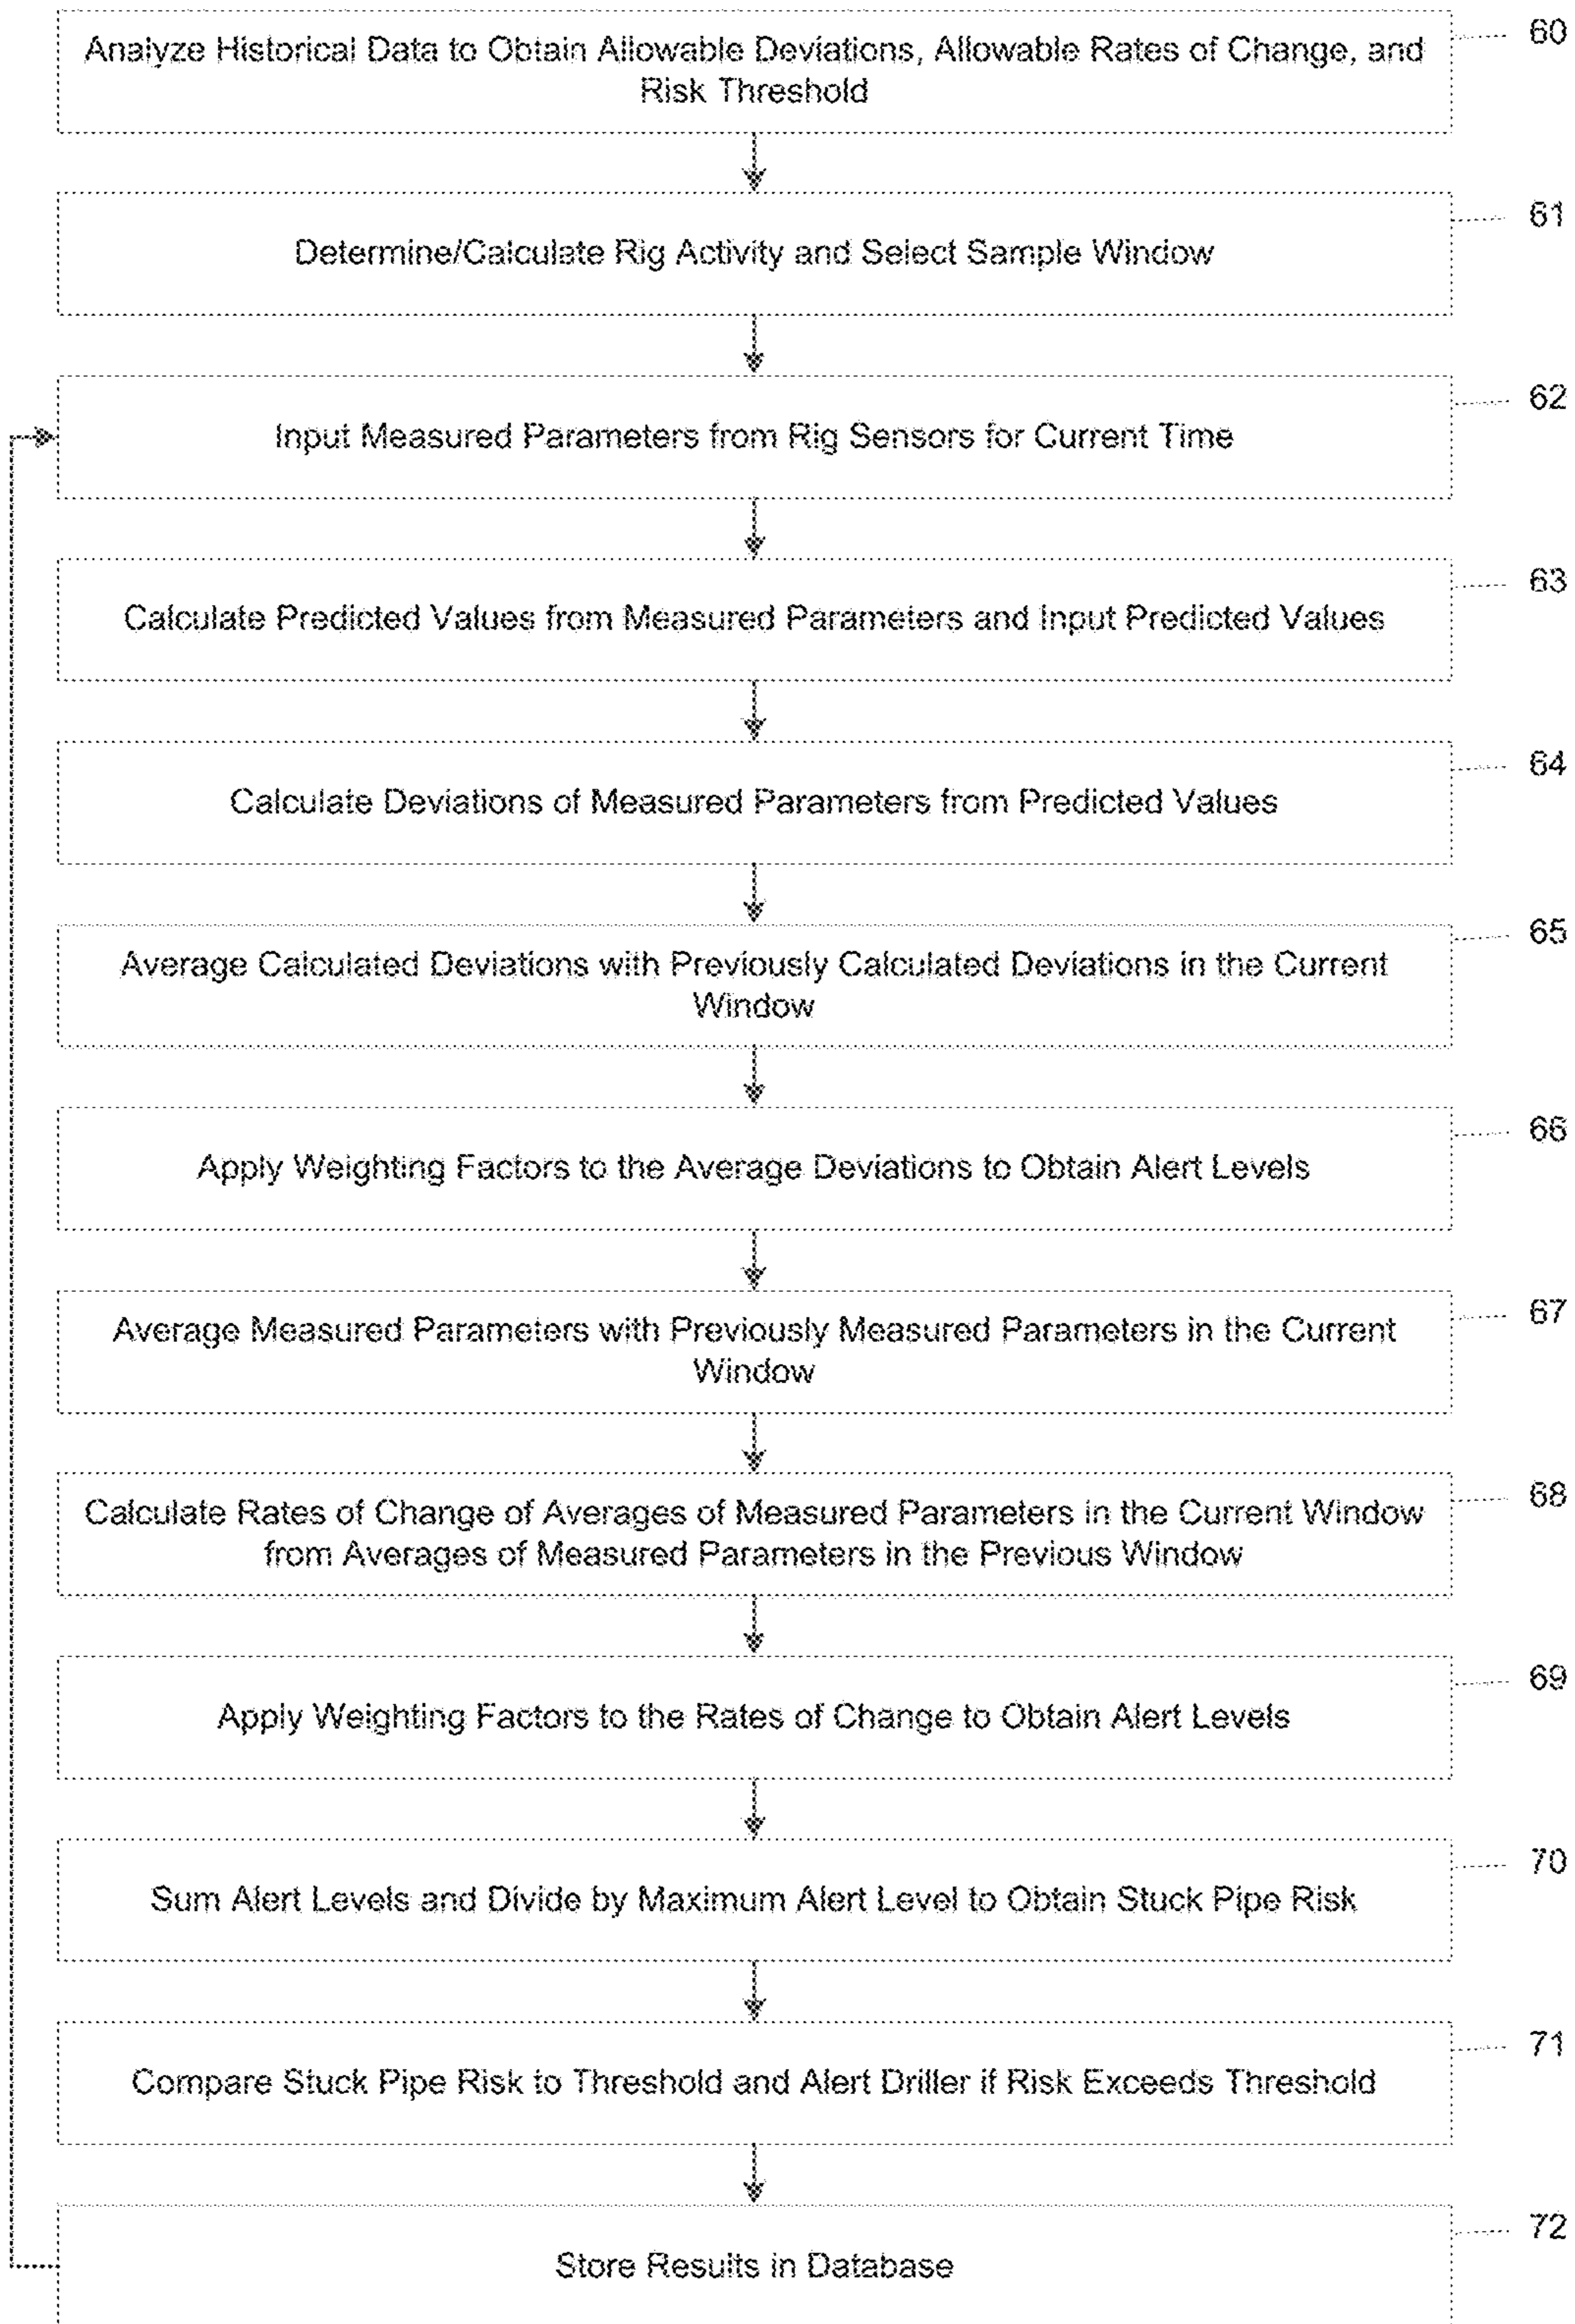 Analyze Historical Data to Obtain Allowable Deviations, Allowable Rates of Change, and
Risk Threshold
60
Determine/Calculate Rig Activity and Select Sample Window
61
Input Measured Parameters from Rig Sensors for Current Time
62
Calculate Predicted Values from Measured Parameters and Input Predicted Values
63
Calculate Deviations of Measured Parameters from Predicted Values
64
Average Calculated Deviations with Previously Calculated Deviations in the Current
Window
65
Apply Weighting Factors to the Average Deviations to Obtain Alert Levels
66
Average Measured Parameters with Previously Measured Parameters in the Current
Window
67
Calculate Rates of Change of Averages of Measured Parameters in the Current Window
from Averages of Measured Parameters in the Previous Window
68
Apply Weighting Factors to the Rates of Change to Obtain Alert Levels
69
Sum Alert Levels and Divide by Maximum Alert Level to Obtain Stuck Pipe Risk
70
Compare Stuck Pipe Risk to Threshold and Alert Driller if Risk Exceeds Threshold
71
Store Results in Database
72